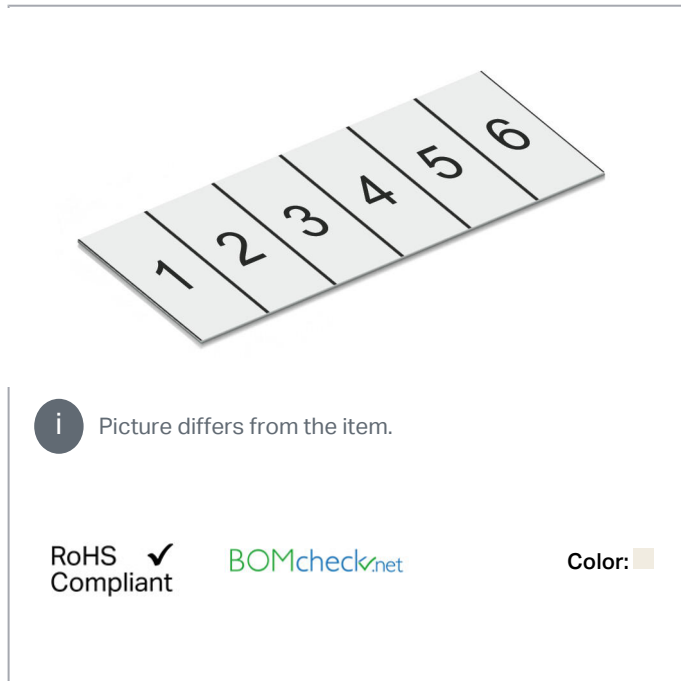 1 2 3 4 5 6
i Picture differs from the item.
RoHS ✓
Compliant
BOMcheck.net
Color: